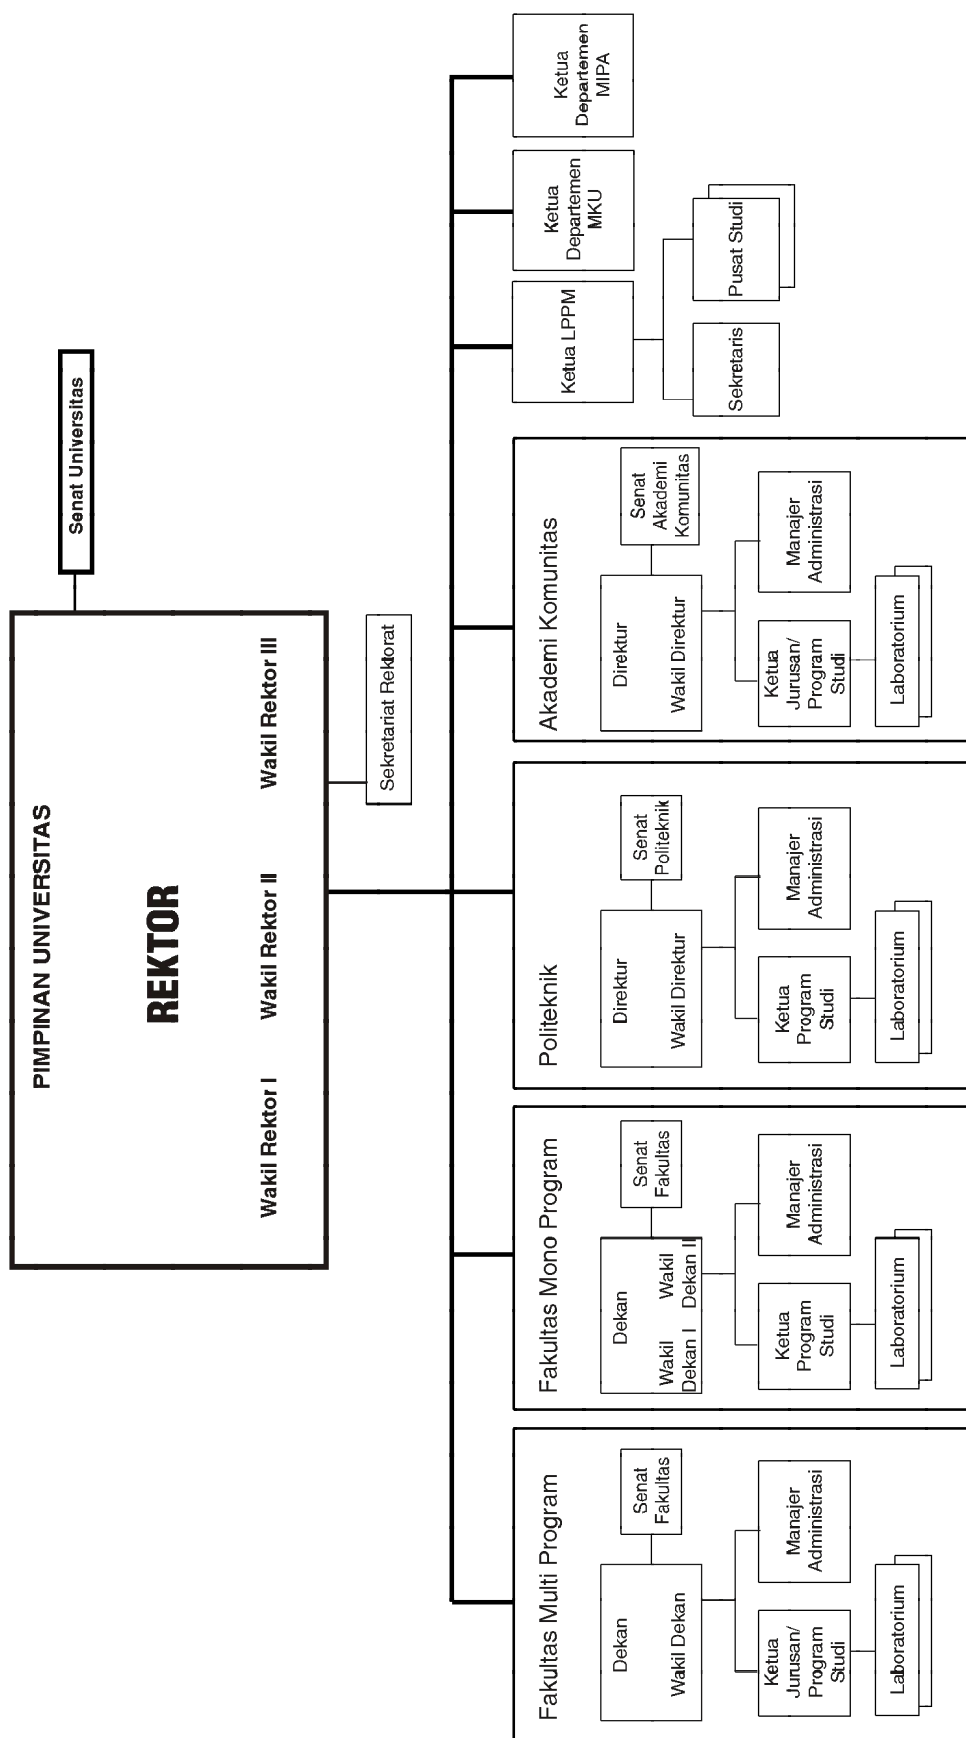 PIMPINAN UNIVERSITAS
REKTOR
Wakil Rektor I
Wakil Rektor II
Wakil Rektor III
Senat Universitas
Sekretariat Rektorat
Fakultas Multi Program
Dekan
Wakil Dekan
Senat
Fakultas
Ketua
Jurusan/
Program
Studi
Manajer
Administrasi
Laboratorium
Fakultas Mono Program
Dekan
Wakil
Dekan I
Wakil
Dekan II
Senat
Fakultas
Ketua
Program
Studi
Manajer
Administrasi
Laboratorium
Politeknik
Direktur
Wakil Direktur
Senat
Politeknik
Ketua
Program
Studi
Manajer
Administrasi
Laboratorium
Akademi Komunitas
Direktur
Wakil Direktur
Senat
Akademi
Komunitas
Ketua
Jurusan/
Program
Studi
Manajer
Administrasi
Laboratorium
Ketua LPPM
Sekretaris
Pusat Studi
Ketua
Departemen
MKU
Ketua
Departemen
MIPA